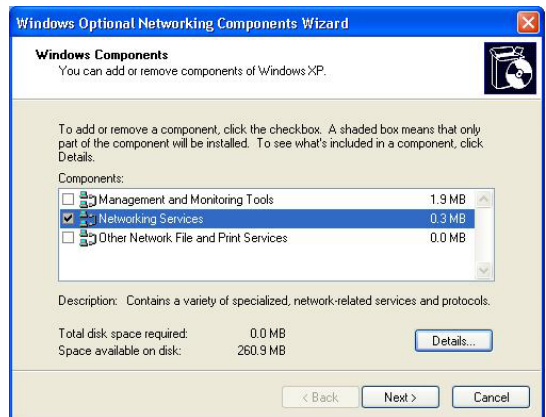 Windows Optional Networking Components Wizard
Windows Components
You can add or remove components of Windows XP.
To add or remove a component, click the checkbox. A shaded box means that only
part of the component will be installed. To see what's included in a component, click
Details.
Components:
Management and Monitoring Tools 1.9 MB
Networking Services 0.3 MB
Other Network File and Print Services 0.0 MB
Description: Contains a variety of specialized, network-related services and protocols.
Total disk space required: 0.0 MB
Space available on disk: 260.9 MB
Details...
< Back Next > Cancel